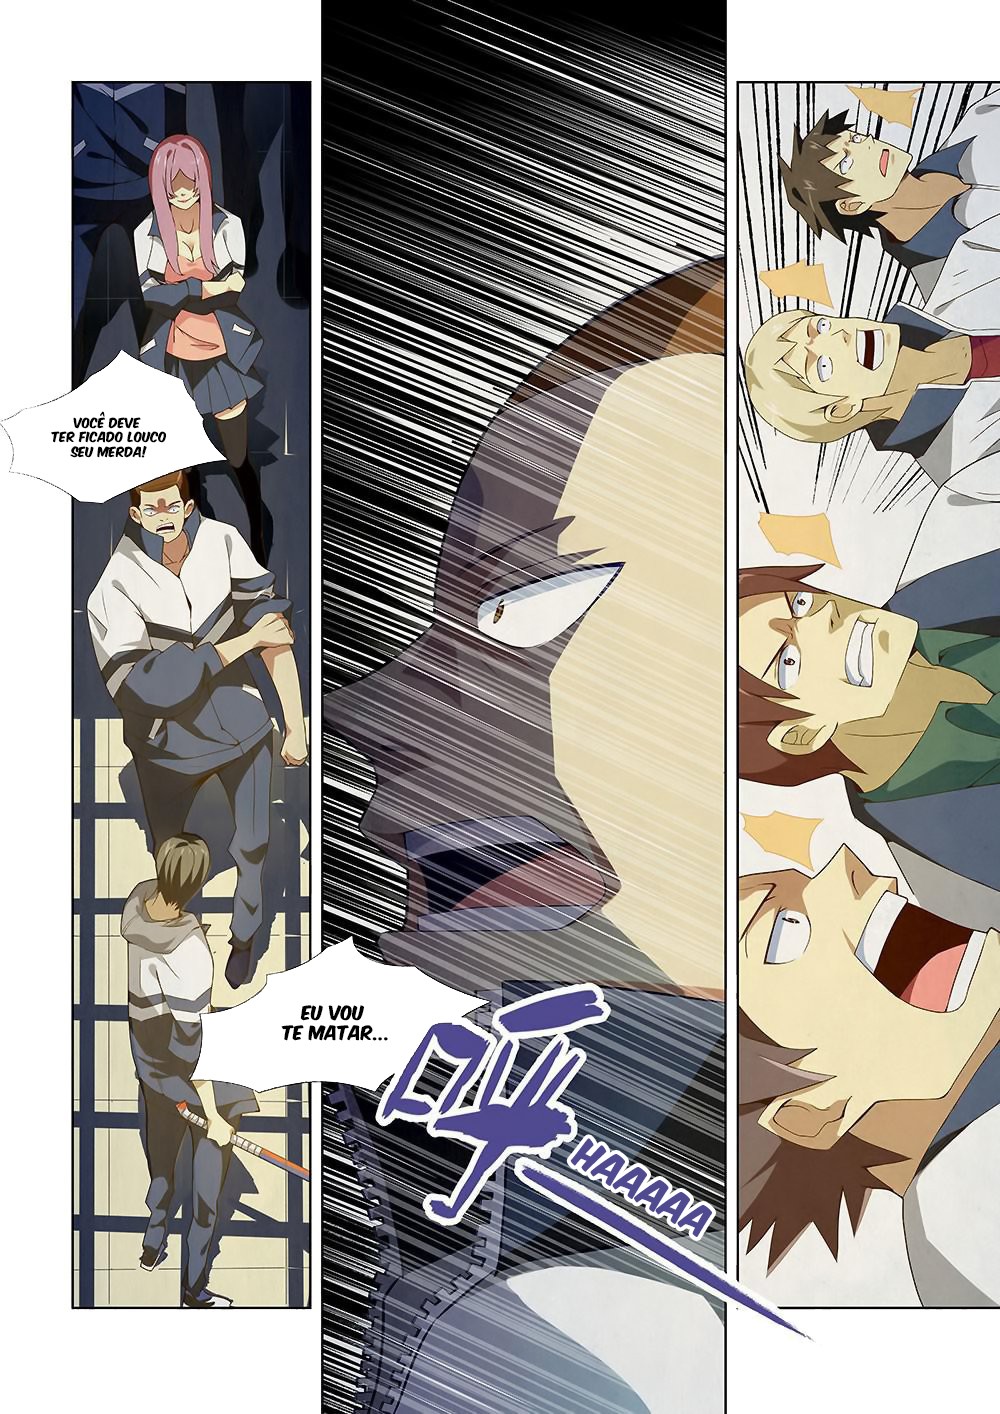 VOCÊ DEVE
TER FICADO LOUCO
SEU MERDA!
EU VOU
TE MATAR...
HAAAAA